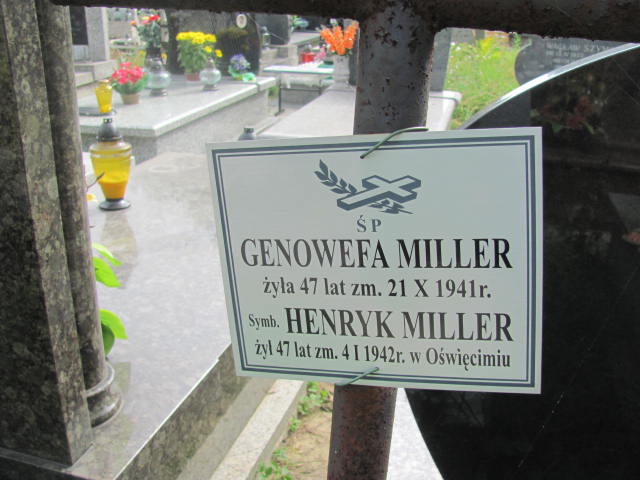 ŚP
GENOWEFA MILLER
żyła 47 lat zm. 21 X 1941r.
Symb. HENRYK MILLER
żył 47 lat zm. 4 I 1942r. w Oświęcimiu